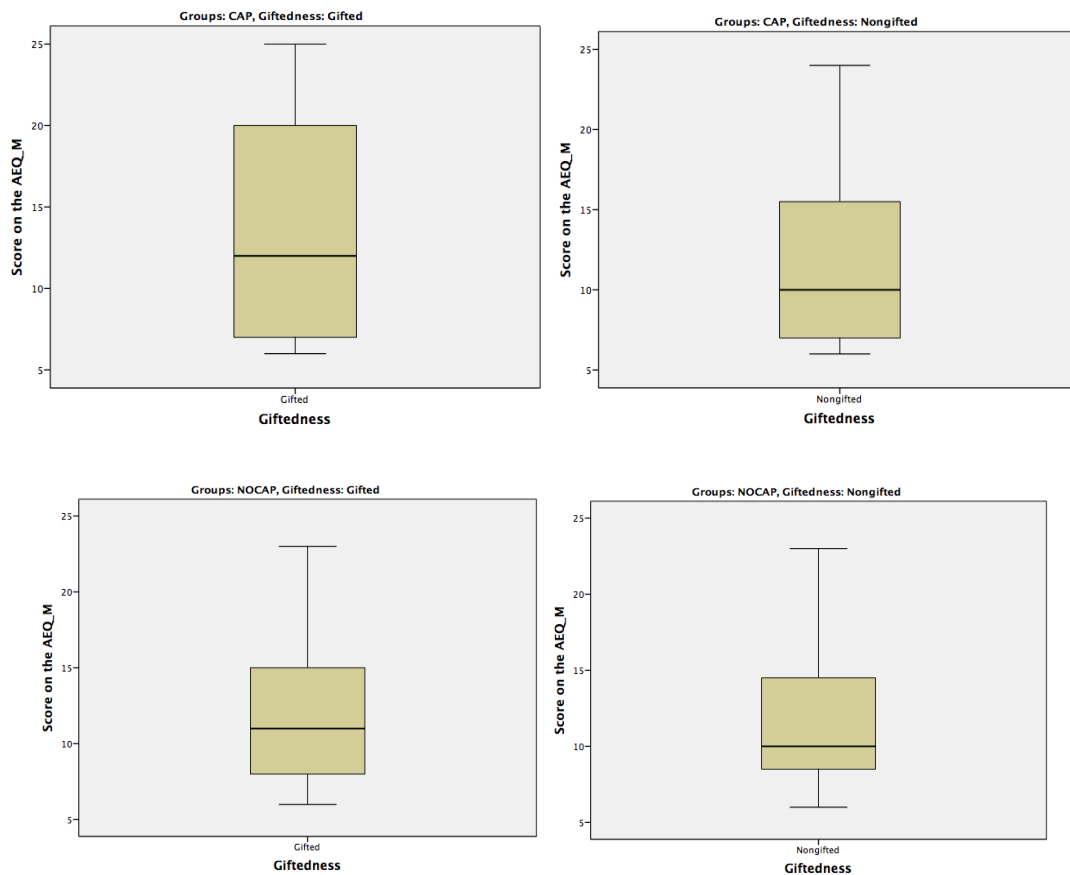 Groups: CAP, Giftedness: Gifted
25
20
15
10
5
Score on the AEQ_M
Gifted
Giftedness
Groups: CAP, Giftedness: Nongifted
25
20
15
10
5
Score on the AEQ_M
Nongifted
Giftedness
Groups: NOCAP, Giftedness: Gifted
25
20
15
10
5
Score on the AEQ_M
Gifted
Giftedness
Groups: NOCAP, Giftedness: Nongifted
25
20
15
10
5
Score on the AEQ_M
Nongifted
Giftedness